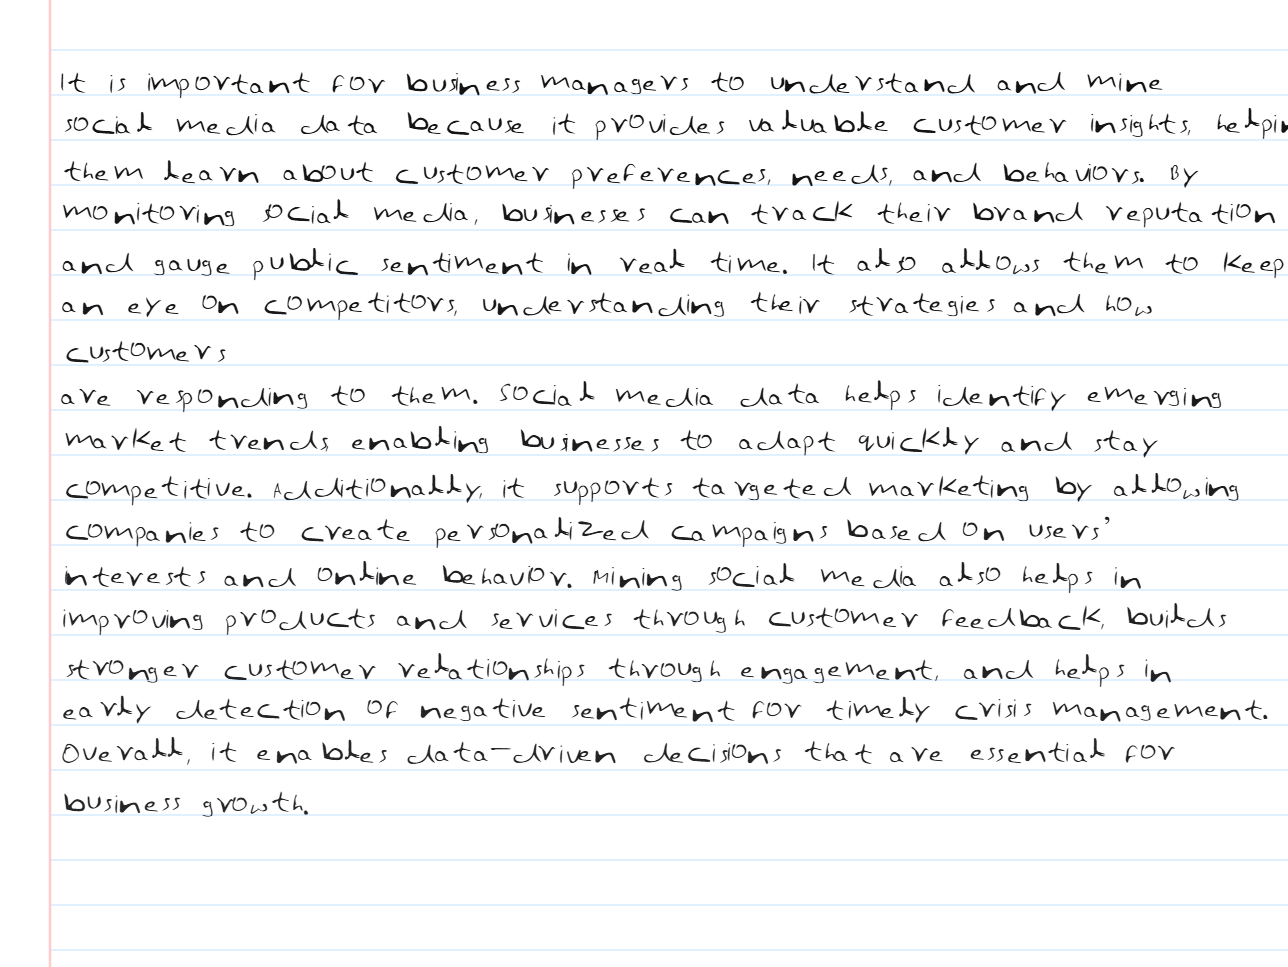 It is important for business managers to understand and mine
social media data because it provides valuable customer insights, helpin
them learn about customer preferences, needs, and behaviors. By
monitoring social media, businesses can track their brand reputation
and gauge public sentiment in real time. It also allows them to keep
an eye on competitors, understanding their strategies and how
customers
are responding to them. Social media data helps identify emerging
market trends, enabling businesses to adapt quickly and stay
competitive. Additionally, it supports targeted marketing by allowing
companies to create personalized campaigns based on users'
interests and online behavior. Mining social media also helps in
improving products and services through customer feedback, builds
stronger customer relationships through engagement, and helps in
early detection of negative sentiment for timely crisis management.
Overall, it enables data-driven decisions that are essential for
business growth.